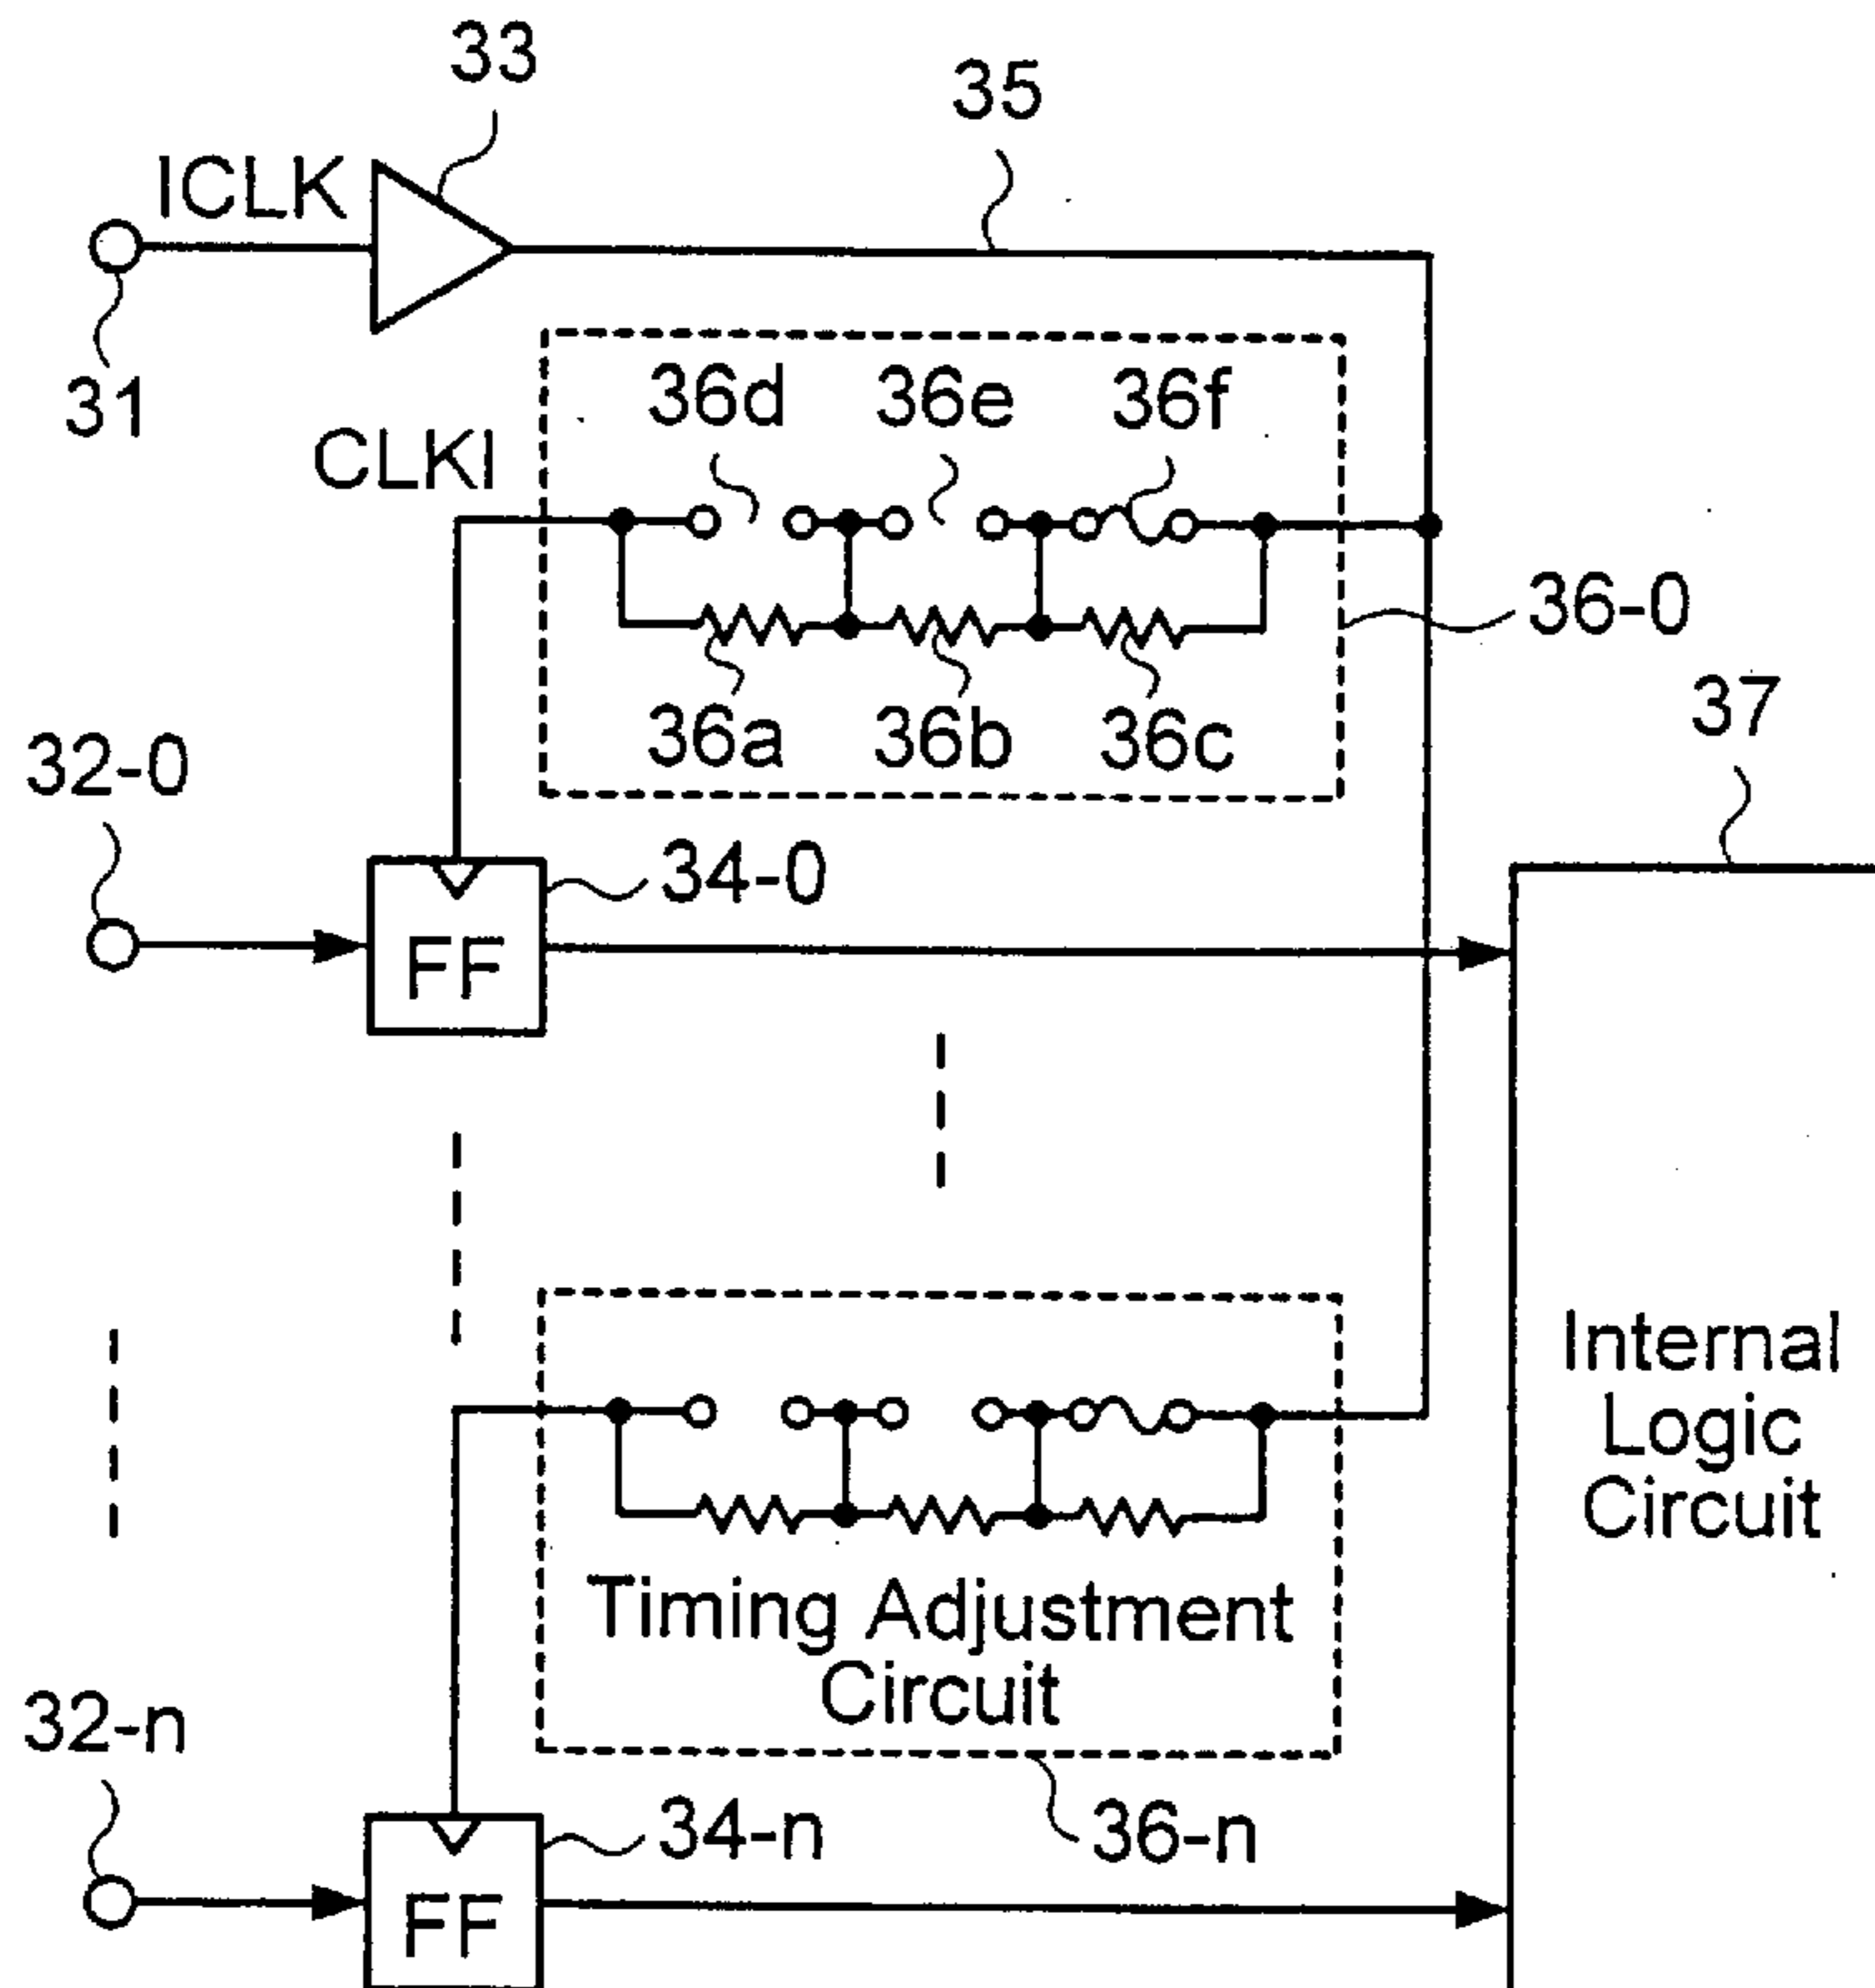 33
35
ICLK
31
36d 36e 36f
CLKI
36-0
36a 36b 36c
37
32-0
34-0
FF
Internal
Logic
Circuit
Timing Adjustment
Circuit
32-n
34-n
36-n
FF